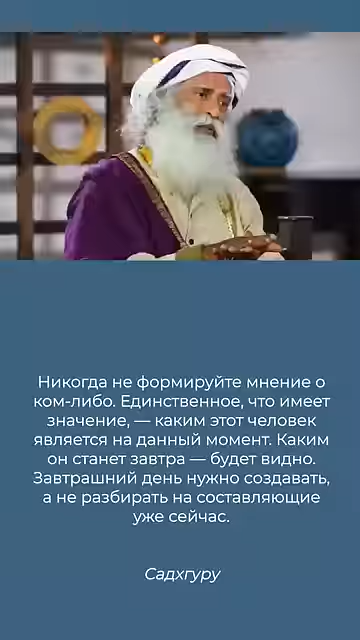 Никогда не формируйте мнение о
ком-либо. Единственное, что имеет
значение, — каким этот человек
является на данный момент. Каким
он станет завтра — будет видно.
Завтрашний день нужно создавать,
а не разбирать на составляющие
уже сейчас.
Садхгуру